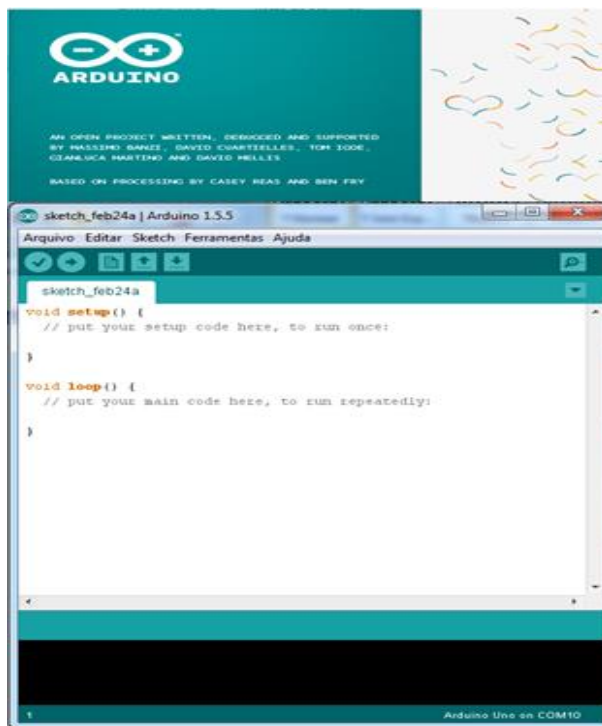 ARDUINO
AN OPEN PROJECT WRITTEN, DEBUGGED AND SUPPORTED
BY MASSIMO BANZI, DAVID CUARTIELLES, TOM IGOE,
GIANLUCA MARTINO AND DAVID MELLIS
BASED ON PROCESSING BY CASEY REAS AND BEN FRY
sketch_feb24a | Arduino 1.5.5
Arquivo Editar Sketch Ferramentas Ajuda
sketch_feb24a
void setup() {
// put your setup code here, to run once:
}
void loop() {
// put your main code here, to run repeatedly:
}
1
Arduino Uno on COM10